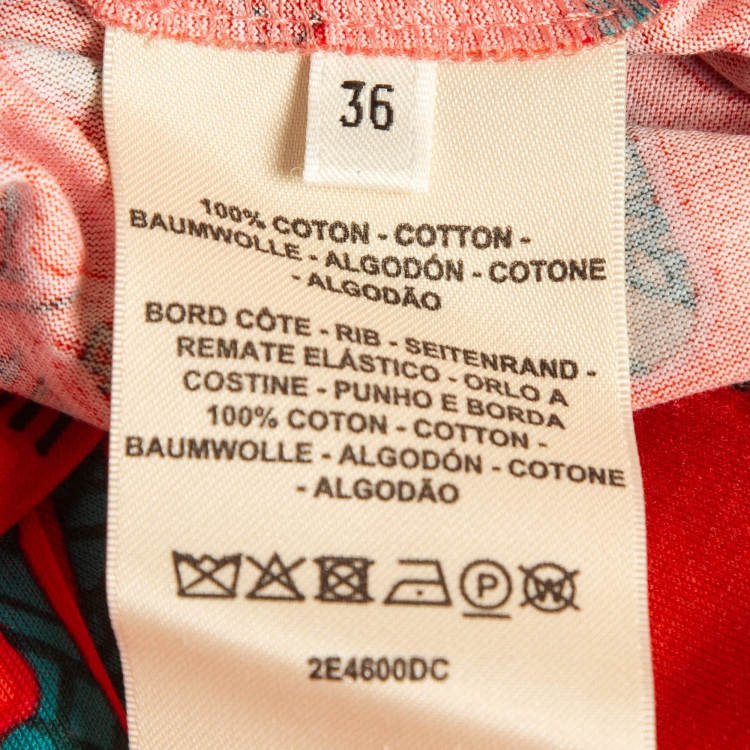 36
100% COTON - COTTON -
BAUMWOLLE - ALGODÓN - COTONE
- ALGODÃO
BORD CÔTE - RIB - SEITENRAND -
REMATE ELÁSTICO - ORLO A
COSTINE - PUNHO E BORDA
100% COTON - COTTON -
BAUMWOLLE - ALGODÓN - COTONE
- ALGODÃO
P W
2E4600DC